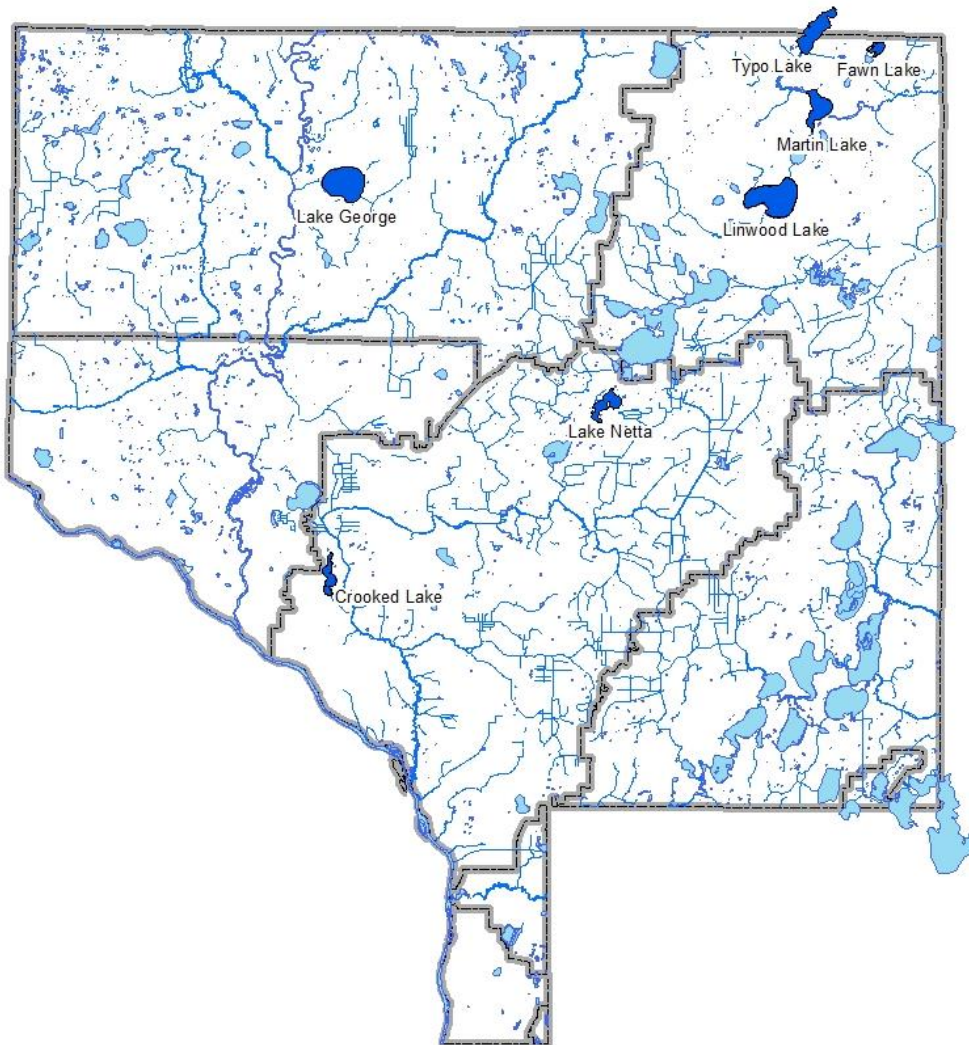 Typo Lake
Fawn Lake
Martin Lake
Lake George
Linwood Lake
Lake Netta
Crooked Lake